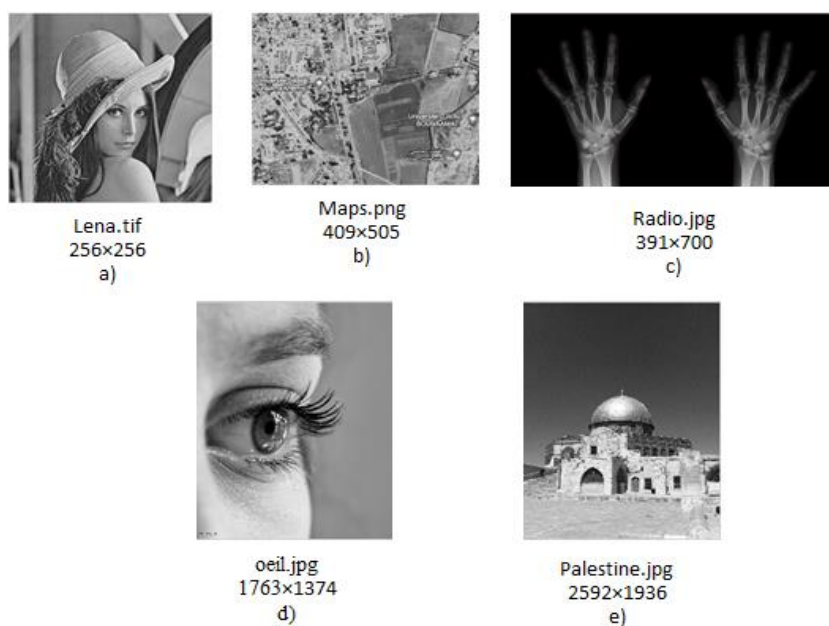 Lena.tif
256×256
a)
Maps.png
409×505
b)
Radio.jpg
391×700
c)
oeil.jpg
1763×1374
d)
Palestine.jpg
2592×1936
e)